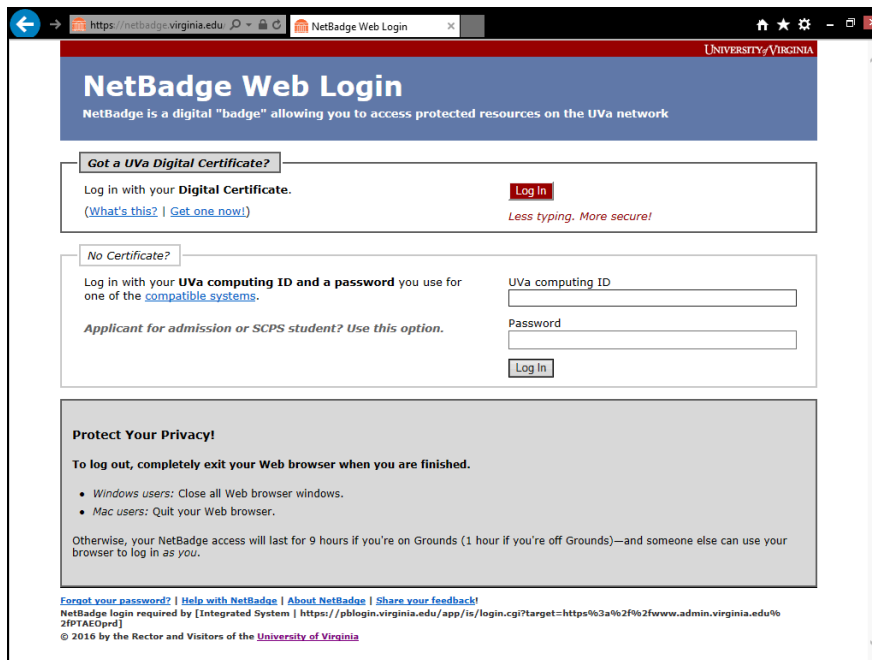 https://netbadge.virginia.edu/
NetBadge Web Login
UNIVERSITY of VIRGINIA
NetBadge Web Login
NetBadge is a digital "badge" allowing you to access protected resources on the UVa network
Got a UVa Digital Certificate?
Log in with your Digital Certificate.
Log In
(What's this? | Get one now!)
Less typing. More secure!
No Certificate?
Log in with your UVa computing ID and a password you use for
one of the compatible systems.
UVa computing ID
Applicant for admission or SCPS student? Use this option.
Password
Log In
Protect Your Privacy!
To log out, completely exit your Web browser when you are finished.
• Windows users: Close all Web browser windows.
• Mac users: Quit your Web browser.
Otherwise, your NetBadge access will last for 9 hours if you're on Grounds (1 hour if you're off Grounds)—and someone else can use your
browser to log in as you.
Forgot your password? | Help with NetBadge | About NetBadge | Share your feedback!
NetBadge login required by [Integrated System | https://pblogin.virginia.edu/app/is/login.cgi?target=https%3a%2f%2fwww.admin.virginia.edu%
2fPTAEOprd]
© 2016 by the Rector and Visitors of the University of Virginia